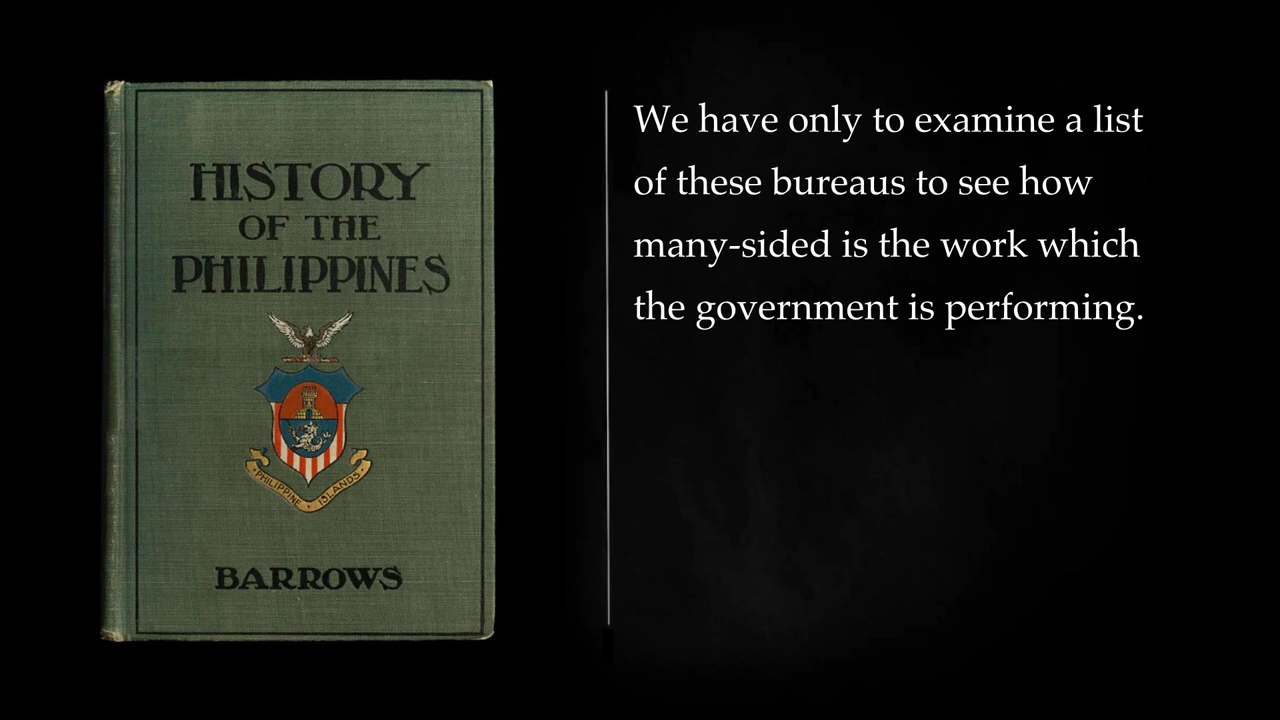 HISTORY
OF THE
PHILIPPINES
PHILIPPINE ISLANDS
BARROWS
We have only to examine a list
of these bureaus to see how
many-sided is the work which
the government is performing.